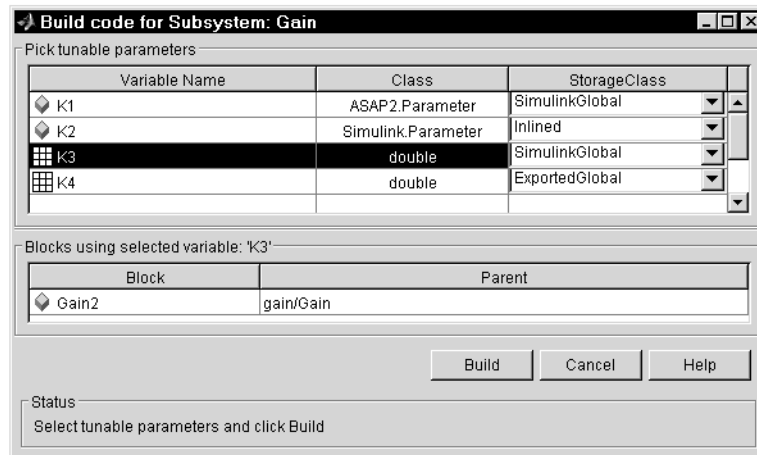 Build code for Subsystem: Gain
Pick tunable parameters
Variable Name Class StorageClass
K1 ASAP2.Parameter SimulinkGlobal
K2 Simulink.Parameter Inlined
K3 double SimulinkGlobal
K4 double ExportedGlobal
Blocks using selected variable: 'K3'
Block Parent
Gain2 gain/Gain
Build Cancel Help
Status
Select tunable parameters and click Build